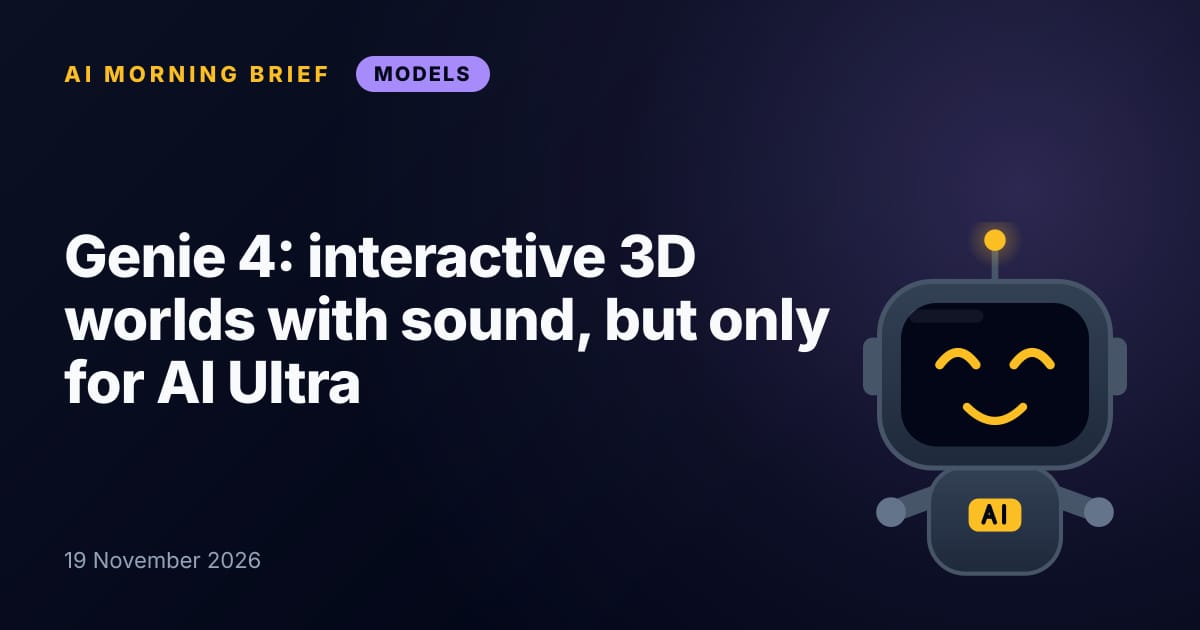 AI MORNING BRIEF
MODELS
Genie 4: interactive 3D
worlds with sound, but only
for AI Ultra
AI
19 November 2026